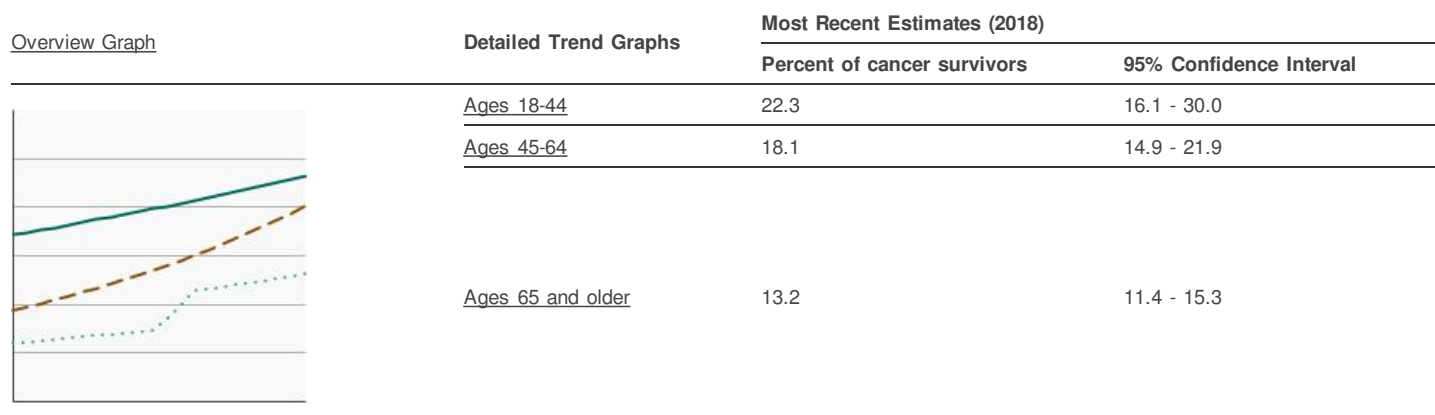 Overview Graph Detailed Trend Graphs Most Recent Estimates (2018)
Percent of cancer survivors 95% Confidence Interval
Ages 18-44 22.3 16.1 - 30.0
Ages 45-64 18.1 14.9 - 21.9
Ages 65 and older 13.2 11.4 - 15.3